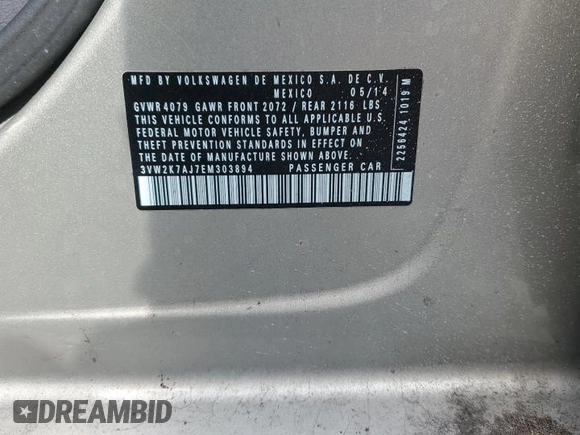 MFD BY VOLKSWAGEN DE MEXICO S.A. DE C.V.
MEXICO 05/14
GVWR 4079 GAWR FRONT 2072 / REAR 2116 LBS
THIS VEHICLE CONFORMS TO ALL APPLICABLE U.S.
FEDERAL MOTOR VEHICLE SAFETY, BUMPER AND
THEFT PREVENTION STANDARDS IN EFFECT ON
THE DATE OF MANUFACTURE SHOWN ABOVE.
3VW2K7AJ7EM303894 PASSENGER CAR
2256424 1019 M
DREAMBID